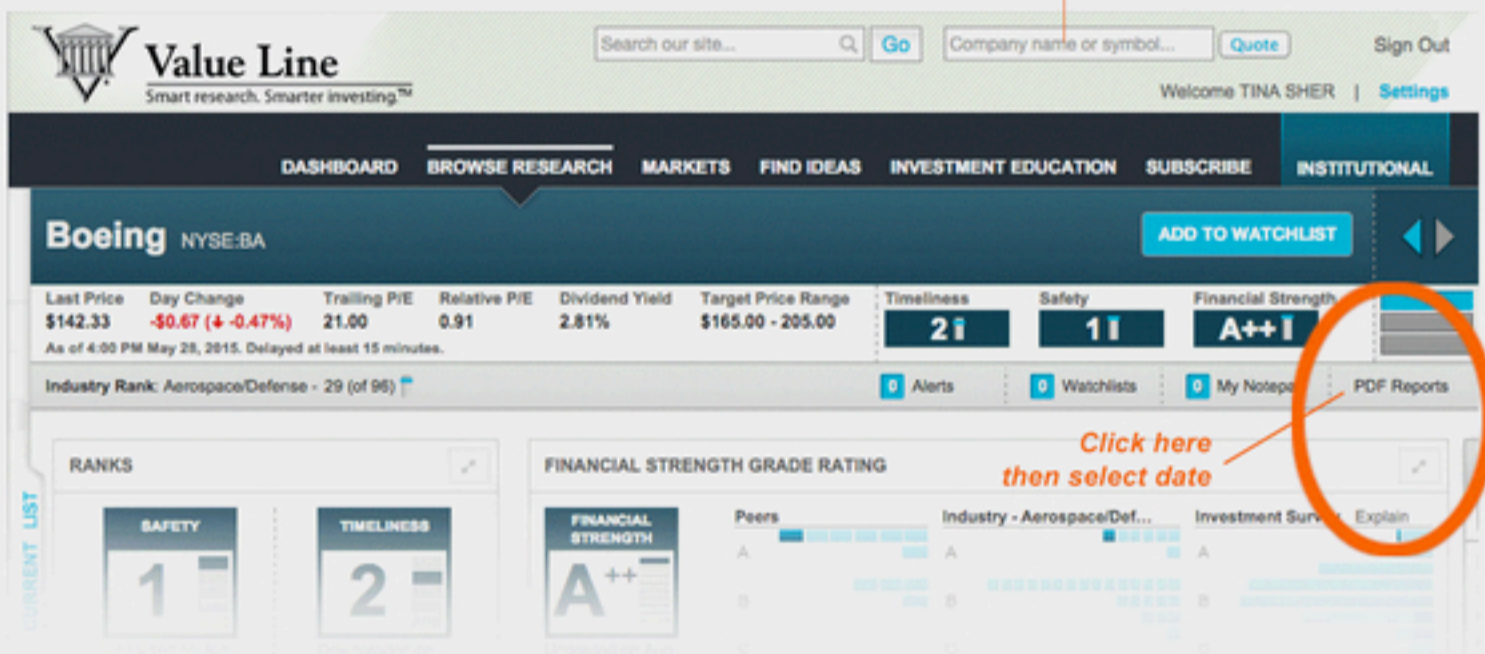 Value Line
Smart research. Smarter investing.™
Search our site...
Go
Company name or symbol...
Quote
Sign Out
Welcome TINA SHER | Settings
DASHBOARD BROWSE RESEARCH MARKETS FIND IDEAS INVESTMENT EDUCATION SUBSCRIBE INSTITUTIONAL
Boeing NYSE:BA
ADD TO WATCHLIST
Last Price Day Change Trailing P/E Relative P/E Dividend Yield Target Price Range Timeliness Safety Financial Strength
$142.33 -$0.67 (↓ -0.47%) 21.00 0.91 2.81% $165.00 - 205.00 2 1 A++
As of 4:00 PM May 28, 2015. Delayed at least 15 minutes.
Industry Rank: Aerospace/Defense - 29 (of 96)
0 Alerts 0 Watchlists 0 My Notepa PDF Reports
Click here
then select date
RANKS
FINANCIAL STRENGTH GRADE RATING
CURRENT LIST
SAFETY
1
TIMELINESS
2
FINANCIAL
STRENGTH
A++
Peers
A
B
Industry - Aerospace/Def...
A
B
Investment Survey Explain
A
B